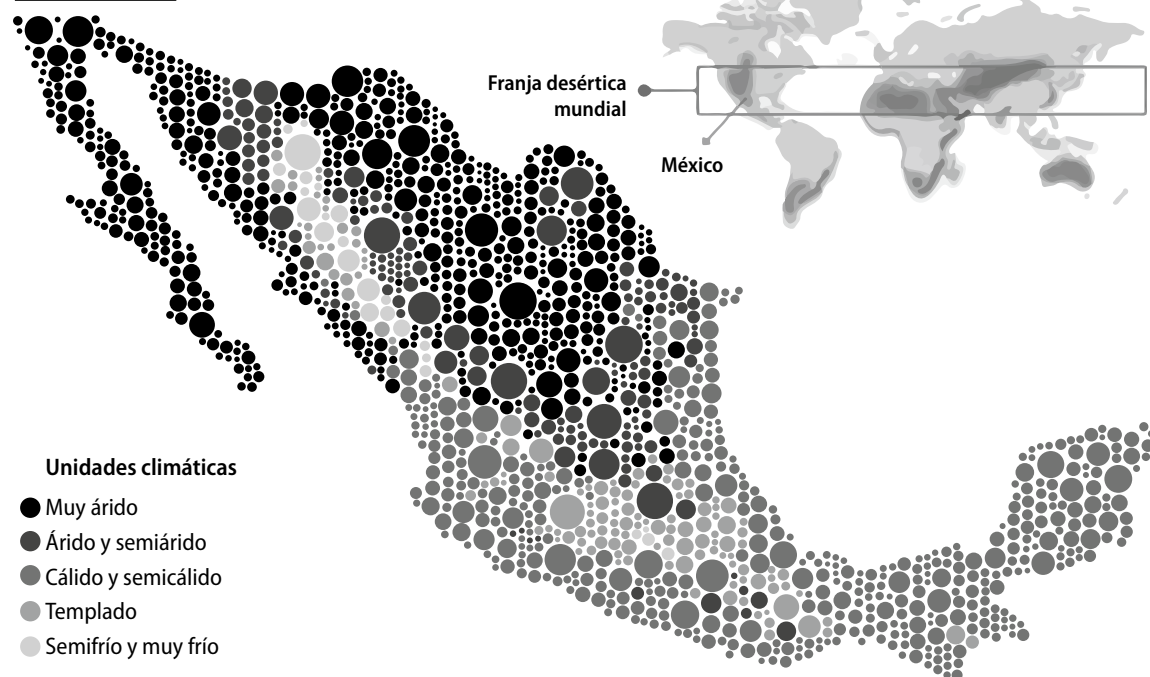 Franja desértica
mundial
México
Unidades climáticas
Muy árido
Árido y semiárido
Cálido y semicálido
Templado
Semifrío y muy frío